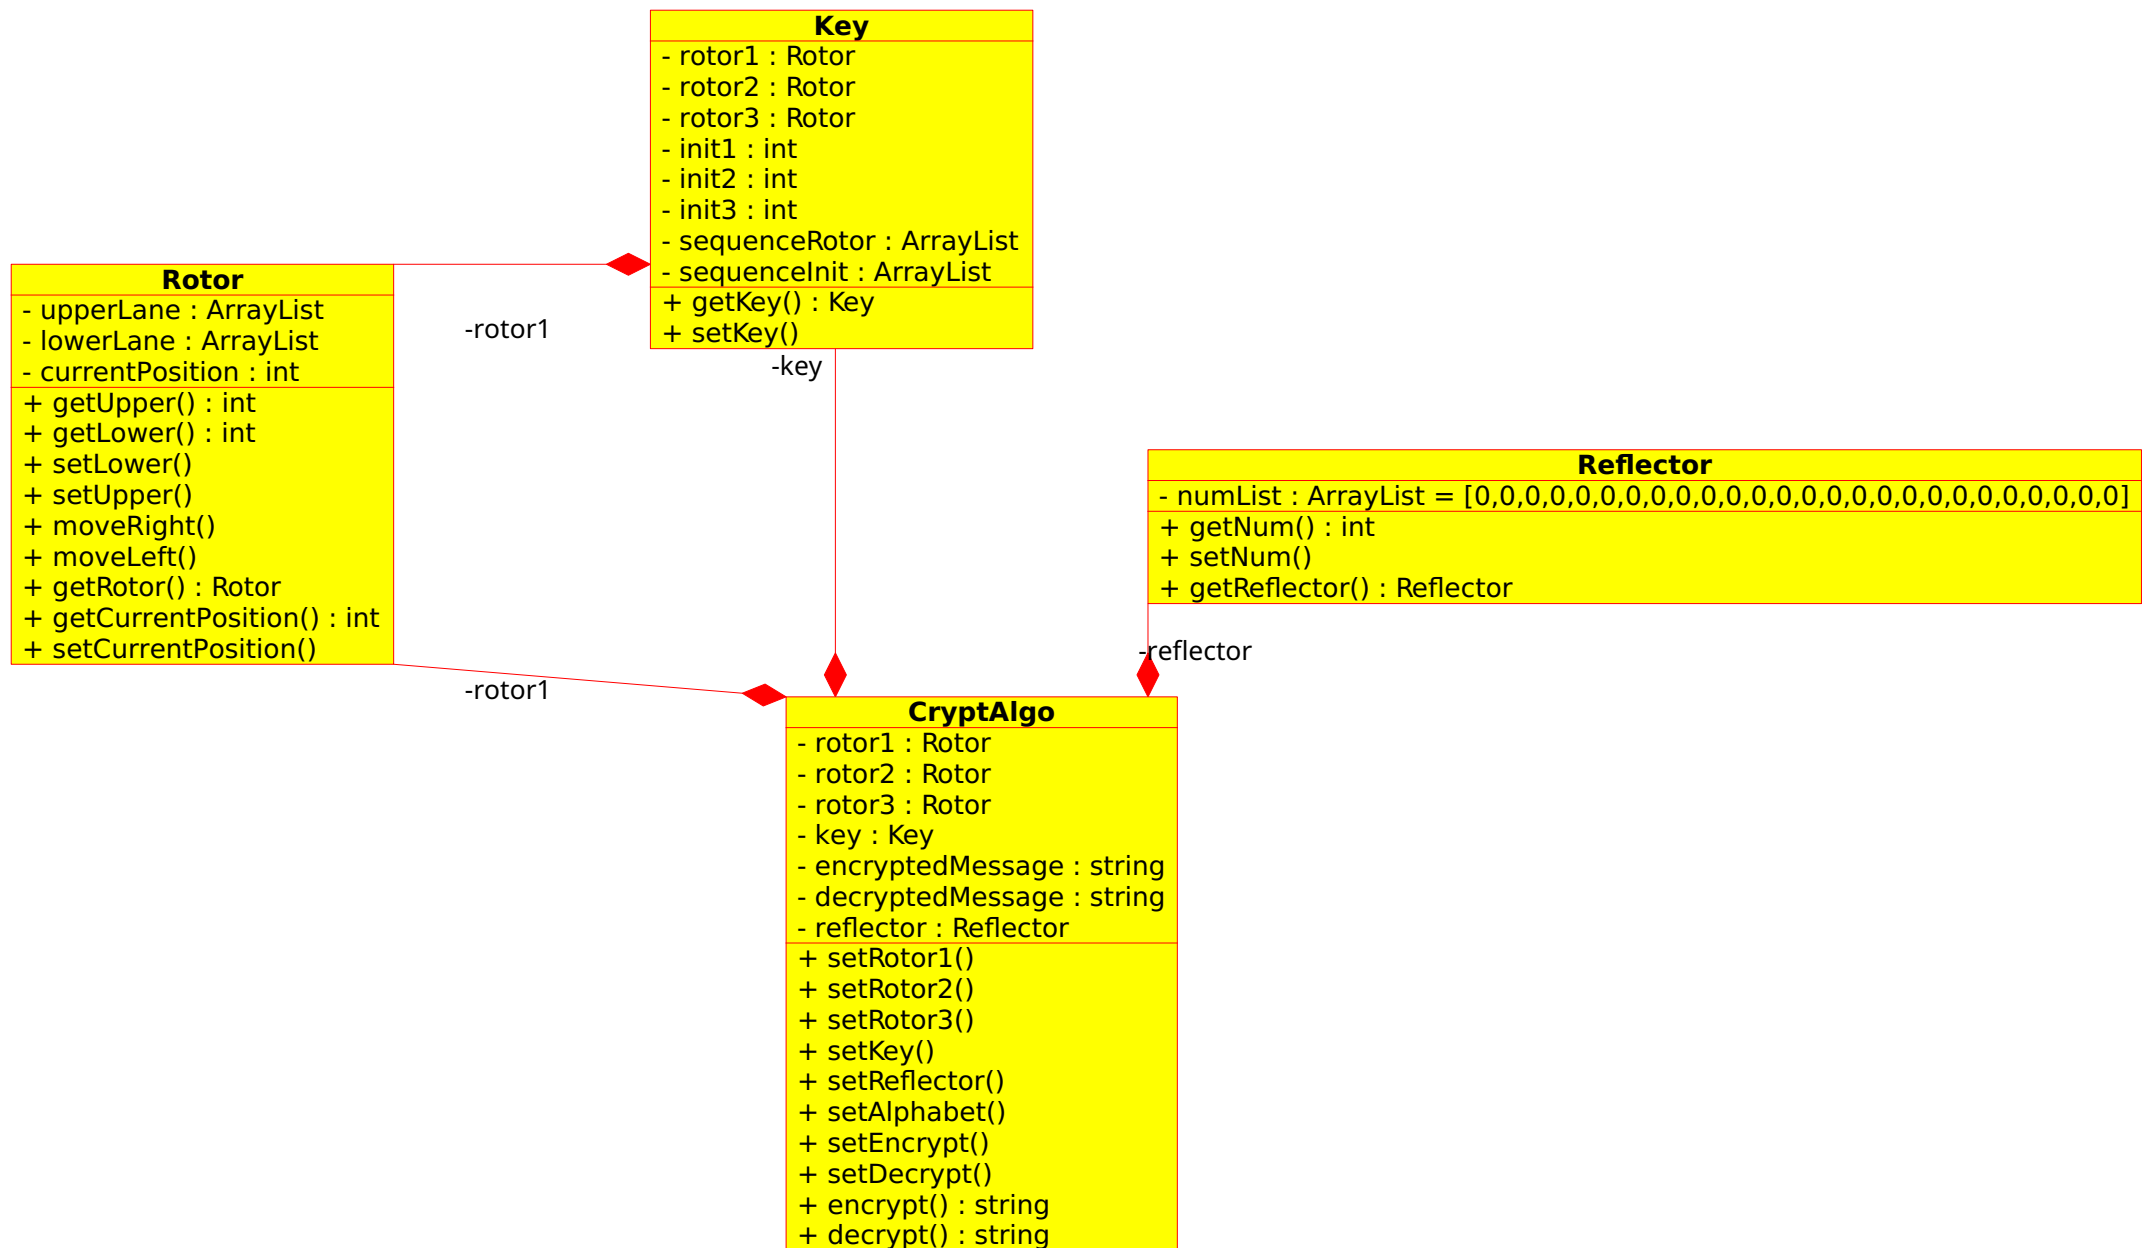 Key
- rotor1 : Rotor
- rotor2 : Rotor
- rotor3 : Rotor
- init1 : int
- init2 : int
- init3 : int
- sequenceRotor : ArrayList
- sequenceInit : ArrayList
+ getKey() : Key
+ setKey()
Rotor
- upperLane : ArrayList
- lowerLane : ArrayList
- currentPosition : int
+ getUpper() : int
+ getLower() : int
+ setLower()
+ setUpper()
+ moveRight()
+ moveLeft()
+ getRotor() : Rotor
+ getCurrentPosition() : int
+ setCurrentPosition()
-rotor1
-key
Reflector
- numList : ArrayList = [0,0,0,0,0,0,0,0,0,0,0,0,0,0,0,0,0,0,0,0,0,0,0,0,0,0]
+ getNum() : int
+ setNum()
+ getReflector() : Reflector
-reflector
-rotor1
CryptAlgo
- rotor1 : Rotor
- rotor2 : Rotor
- rotor3 : Rotor
- key : Key
- encryptedMessage : string
- decryptedMessage : string
- reflector : Reflector
+ setRotor1()
+ setRotor2()
+ setRotor3()
+ setKey()
+ setReflector()
+ setAlphabet()
+ setEncrypt()
+ setDecrypt()
+ encrypt() : string
+ decrypt() : string